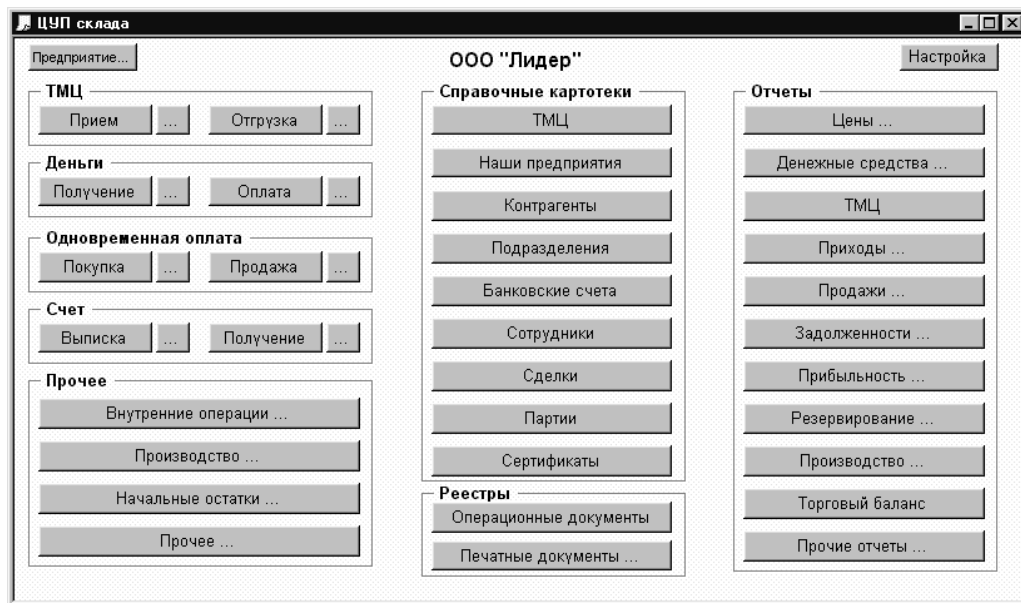 ЦУП склада
Предприятие...
ООО "Лидер"
Настройка
ТМЦ
Прием ... Отгрузка ...
Деньги
Получение ... Оплата ...
Одновременная оплата
Покупка ... Продажа ...
Счет
Выписка ... Получение ...
Прочее
Внутренние операции ...
Производство ...
Начальные остатки ...
Прочее ...
Справочные картотеки
ТМЦ
Наши предприятия
Контрагенты
Подразделения
Банковские счета
Сотрудники
Сделки
Партии
Сертификаты
Реестры
Операционные документы
Печатные документы ...
Отчеты
Цены ...
Денежные средства ...
ТМЦ
Приходы ...
Продажи ...
Задолженности ...
Прибыльность ...
Резервирование ...
Производство ...
Торговый баланс
Прочие отчеты ...